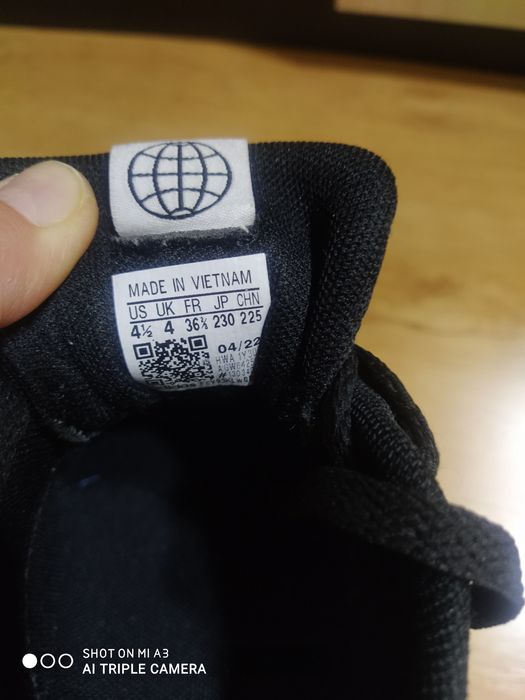 MADE IN VIETNAM
US UK FR JP CHN
4½ 4 36⅔ 230 225
04/22
SHOT ON MI A3
AI TRIPLE CAMERA